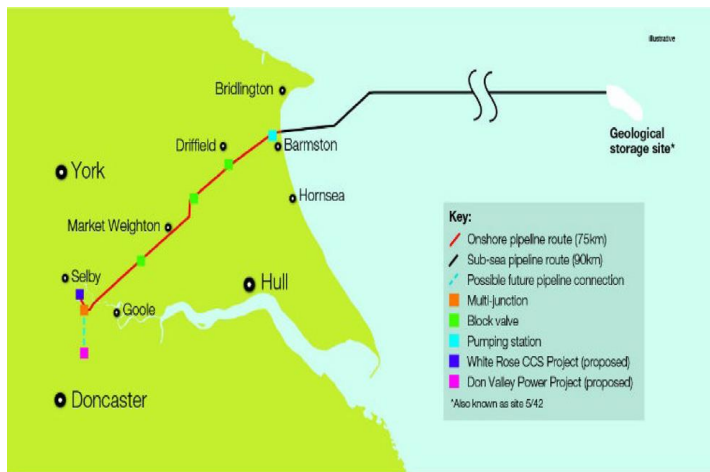 Illustrative
Bridlington
Geological
storage site*
Driffield
Barmston
York
Hornsea
Market Weighton
Selby
Hull
Goole
Doncaster
Key:
Onshore pipeline route (75km)
Sub-sea pipeline route (90km)
Possible future pipeline connection
Multi-junction
Block valve
Pumping station
White Rose CCS Project (proposed)
Don Valley Power Project (proposed)
*Also known as site 5/42